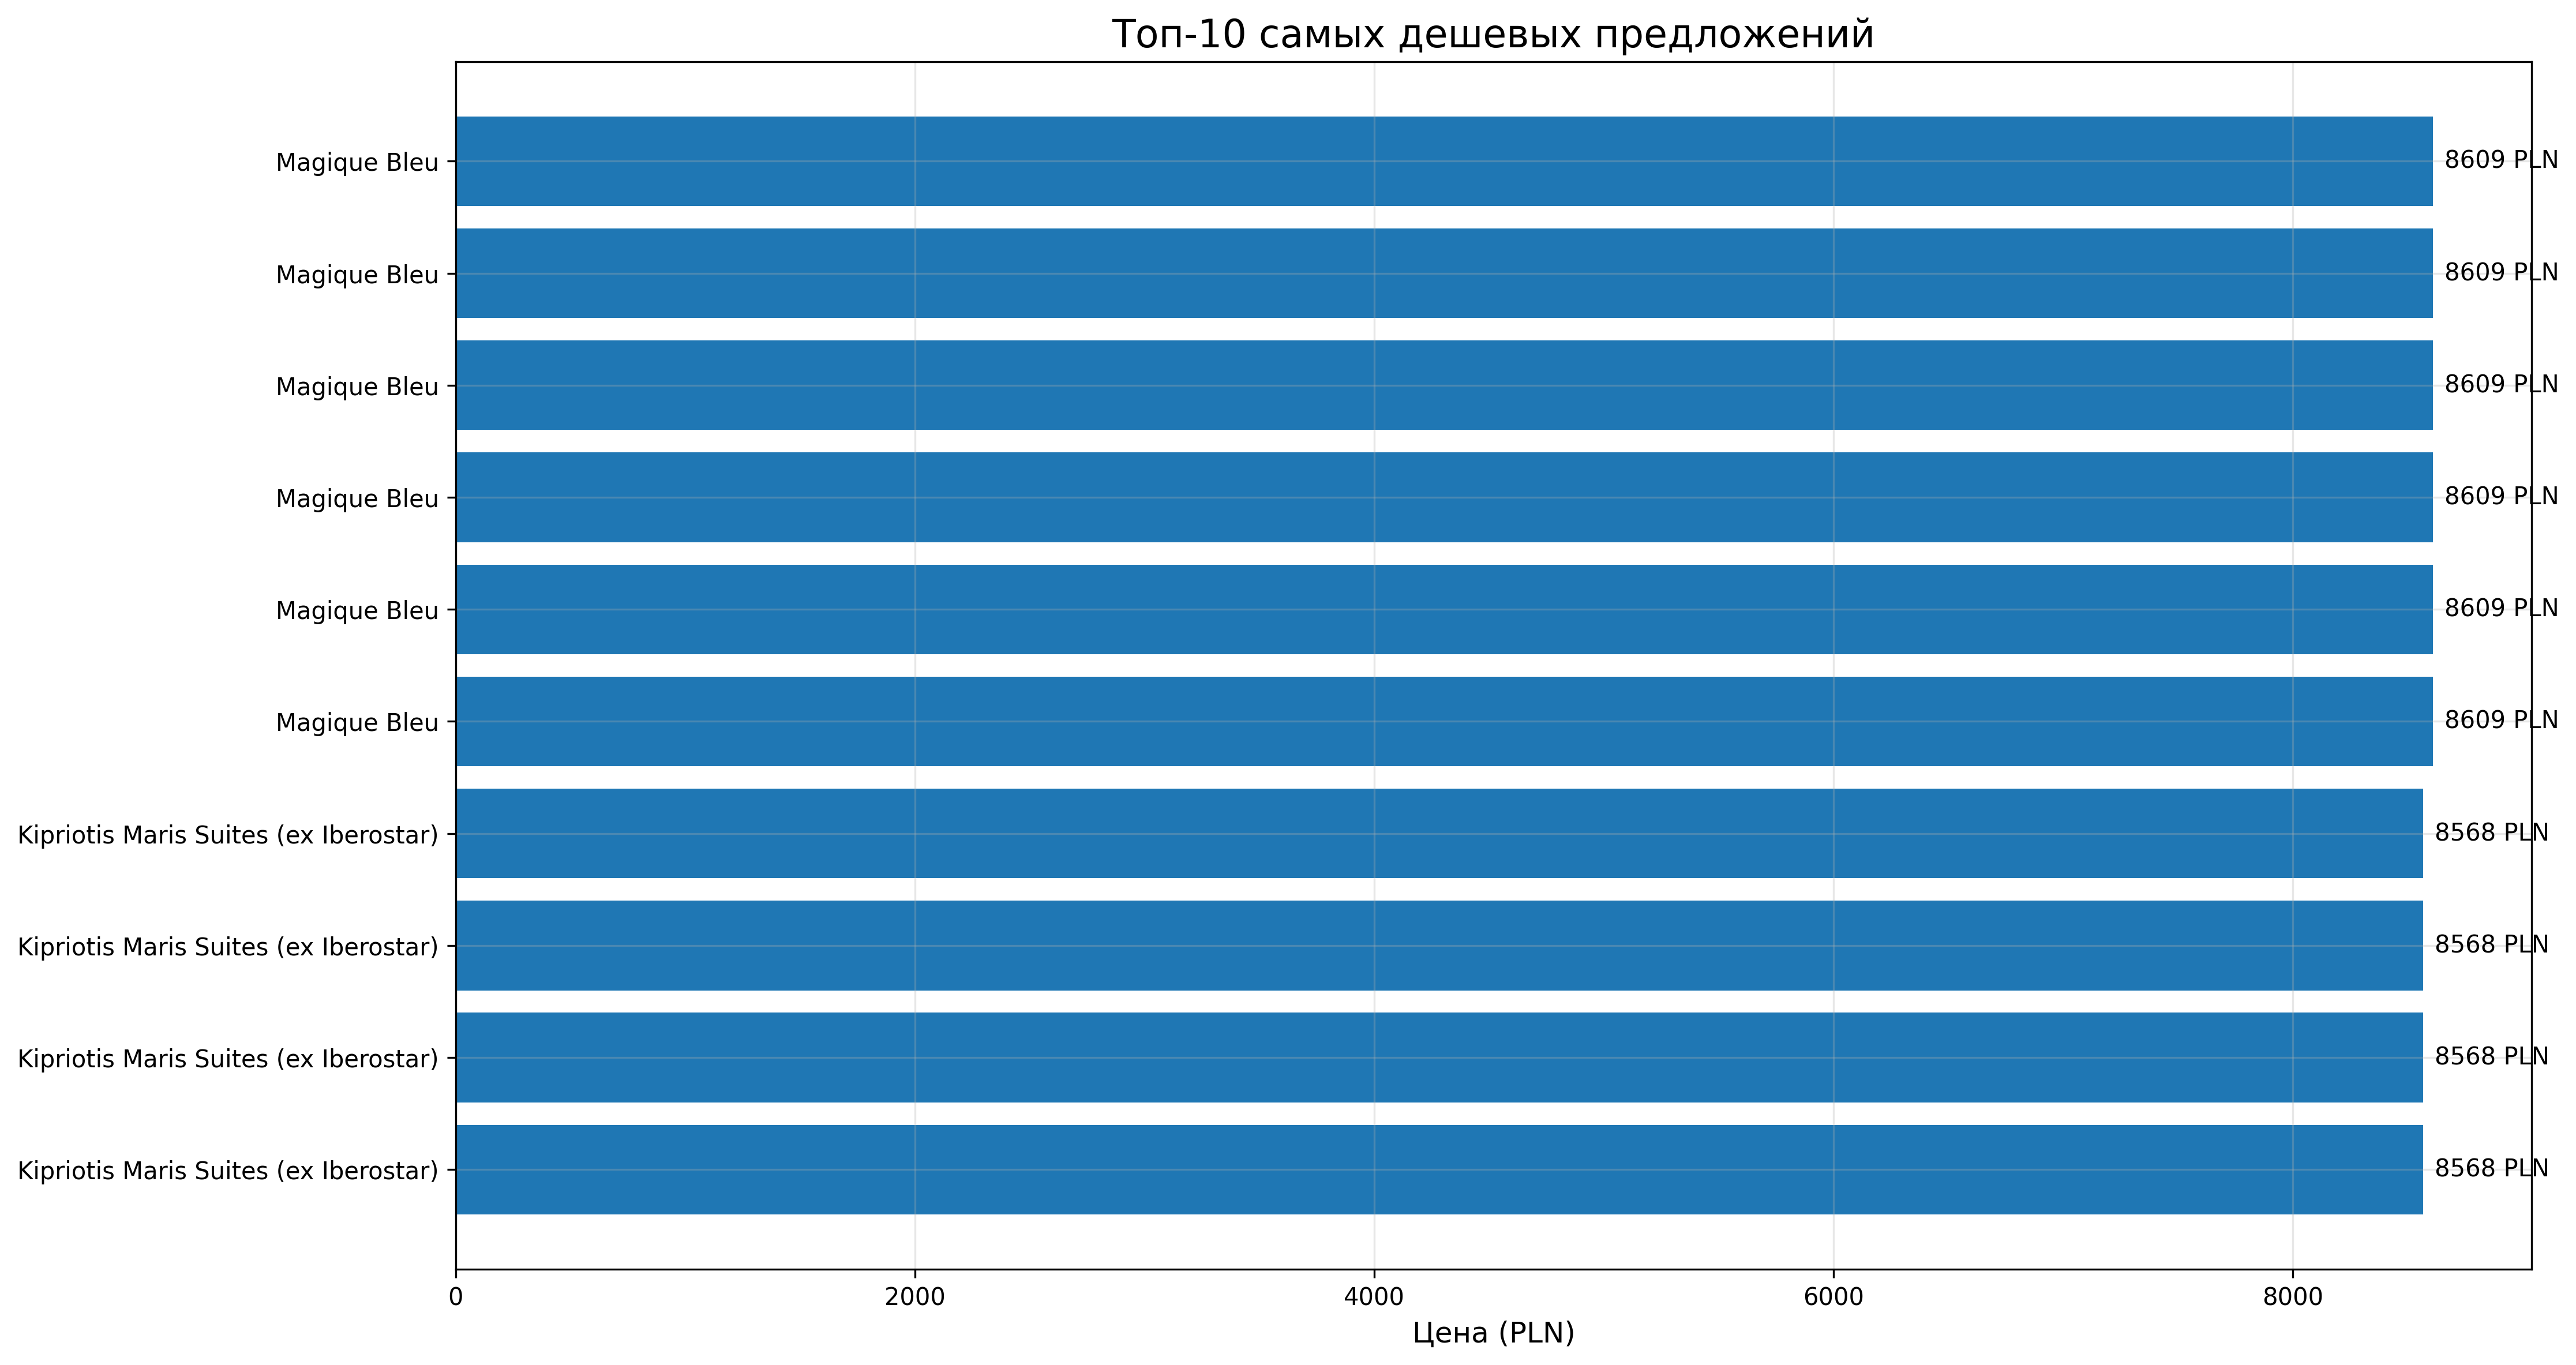 Топ-10 самых дешевых предложений
Magique Bleu 8609 PLN
Magique Bleu 8609 PLN
Magique Bleu 8609 PLN
Magique Bleu 8609 PLN
Magique Bleu 8609 PLN
Magique Bleu 8609 PLN
Kipriotis Maris Suites (ex Iberostar) 8568 PLN
Kipriotis Maris Suites (ex Iberostar) 8568 PLN
Kipriotis Maris Suites (ex Iberostar) 8568 PLN
Kipriotis Maris Suites (ex Iberostar) 8568 PLN
0 2000 4000 6000 8000
Цена (PLN)